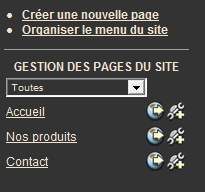 Créer une nouvelle page
Organiser le menu du site
GESTION DES PAGES DU SITE
Toutes
Accueil
Nos produits
Contact